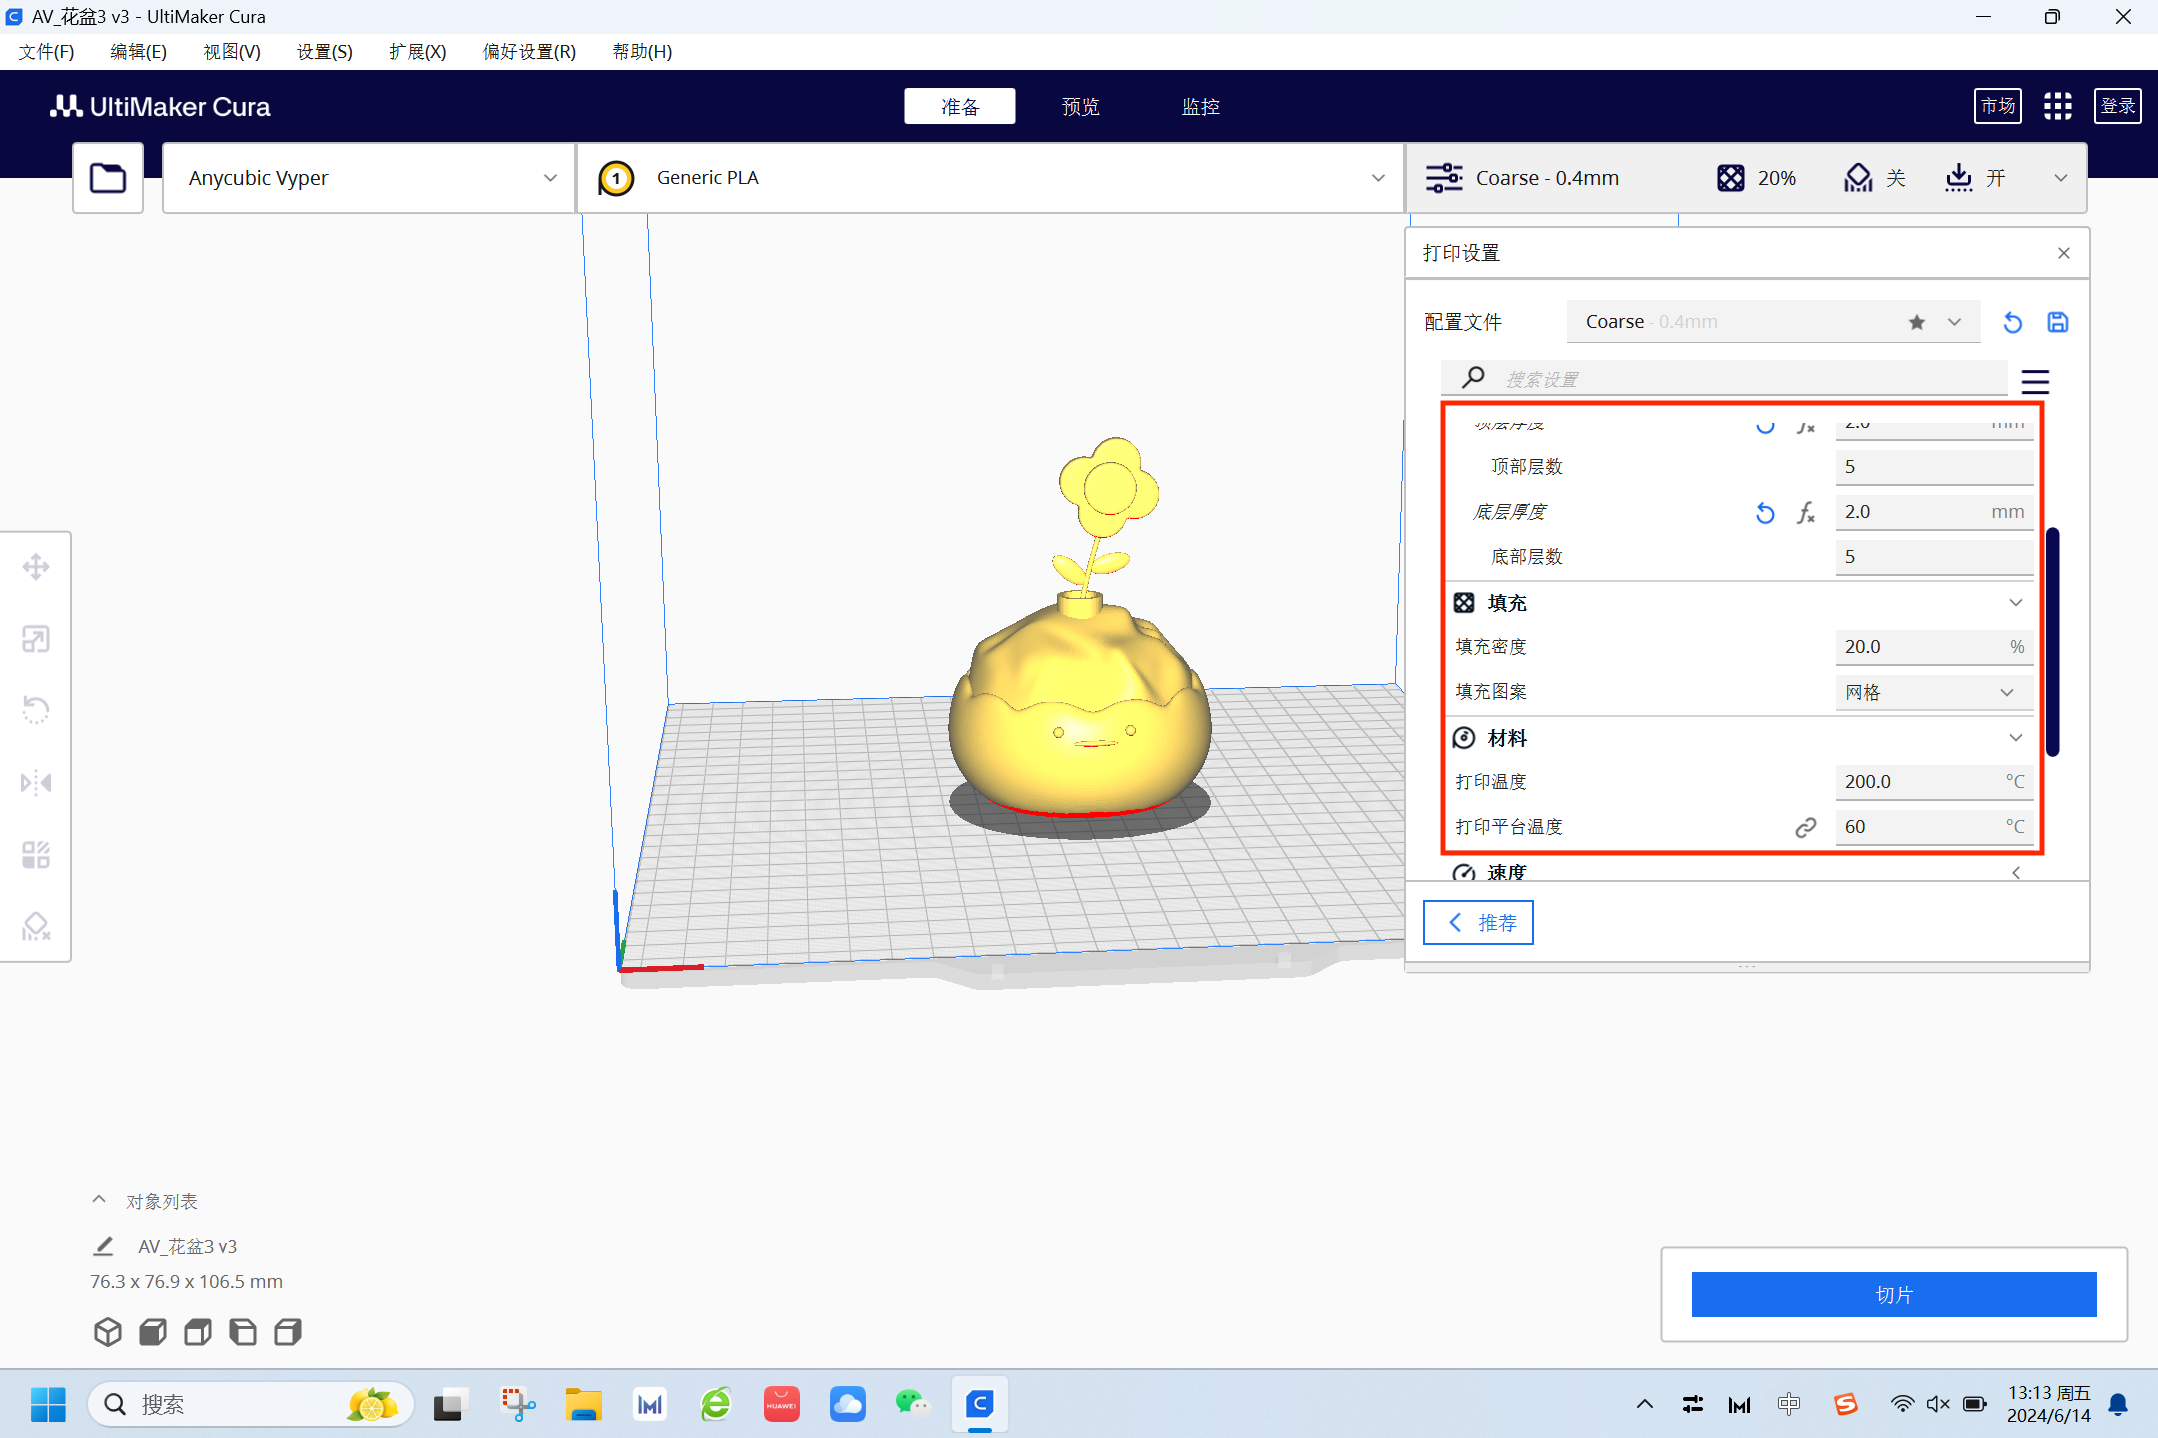 AV_花盆3 v3 - UltiMaker Cura
文件(F) 编辑(E) 视图(V) 设置(S) 扩展(X) 偏好设置(R) 帮助(H)
UltiMaker Cura 准备 预览 监控 市场 登录
Anycubic Vyper 1 Generic PLA Coarse - 0.4mm 20% 关 开
打印设置
配置文件 Coarse - 0.4mm
搜索设置
顶层厚度 2.0 mm
顶部层数 5
底层厚度 2.0 mm
底部层数 5
填充
填充密度 20.0 %
填充图案 网格
材料
打印温度 200.0 °C
打印平台温度 60 °C
速度
推荐
对象列表
AV_花盆3 v3
76.3 x 76.9 x 106.5 mm
切片
搜索 HUAWEI 中 13:13 周五
2024/6/14